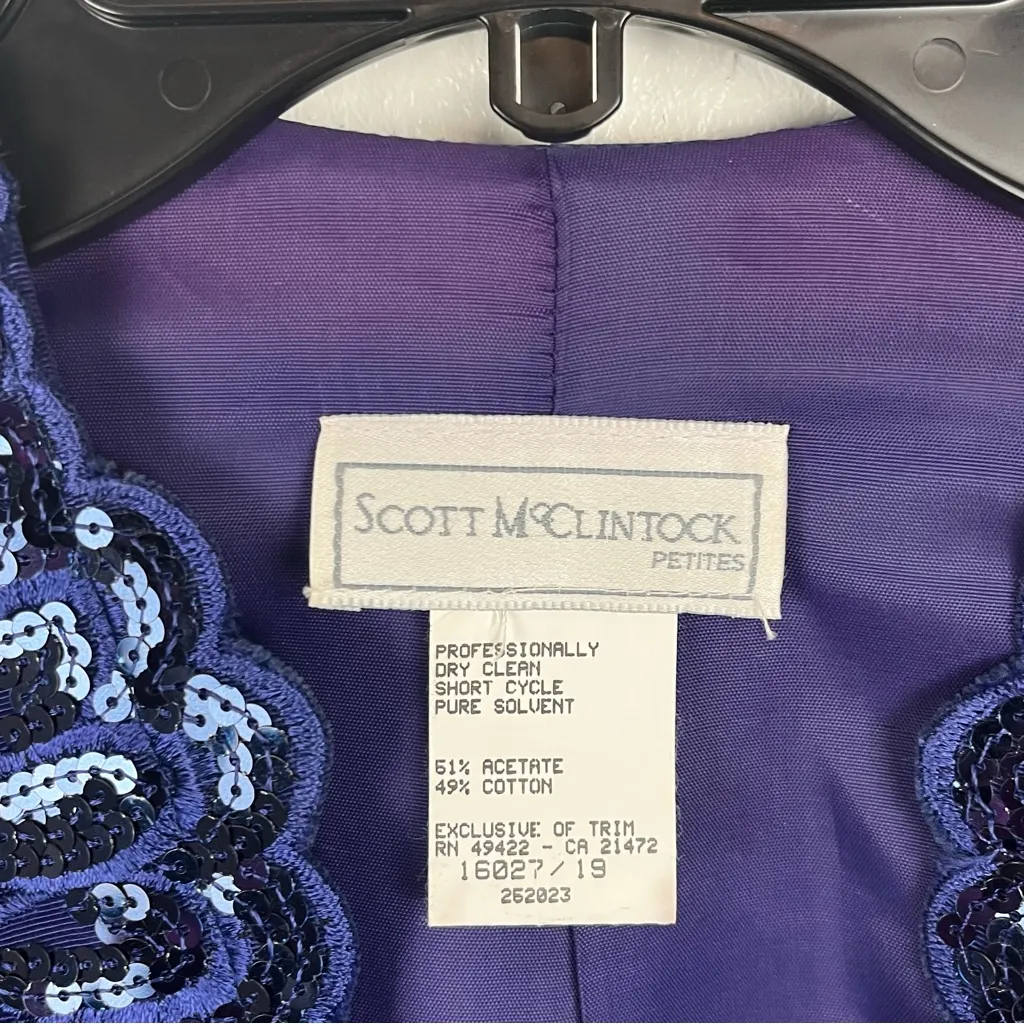 SCOTT McCLINTOCK
PETITES
PROFESSIONALLY
DRY CLEAN
SHORT CYCLE
PURE SOLVENT
51% ACETATE
49% COTTON
EXCLUSIVE OF TRIM
RN 49422 - CA 21472
16027/19
252023